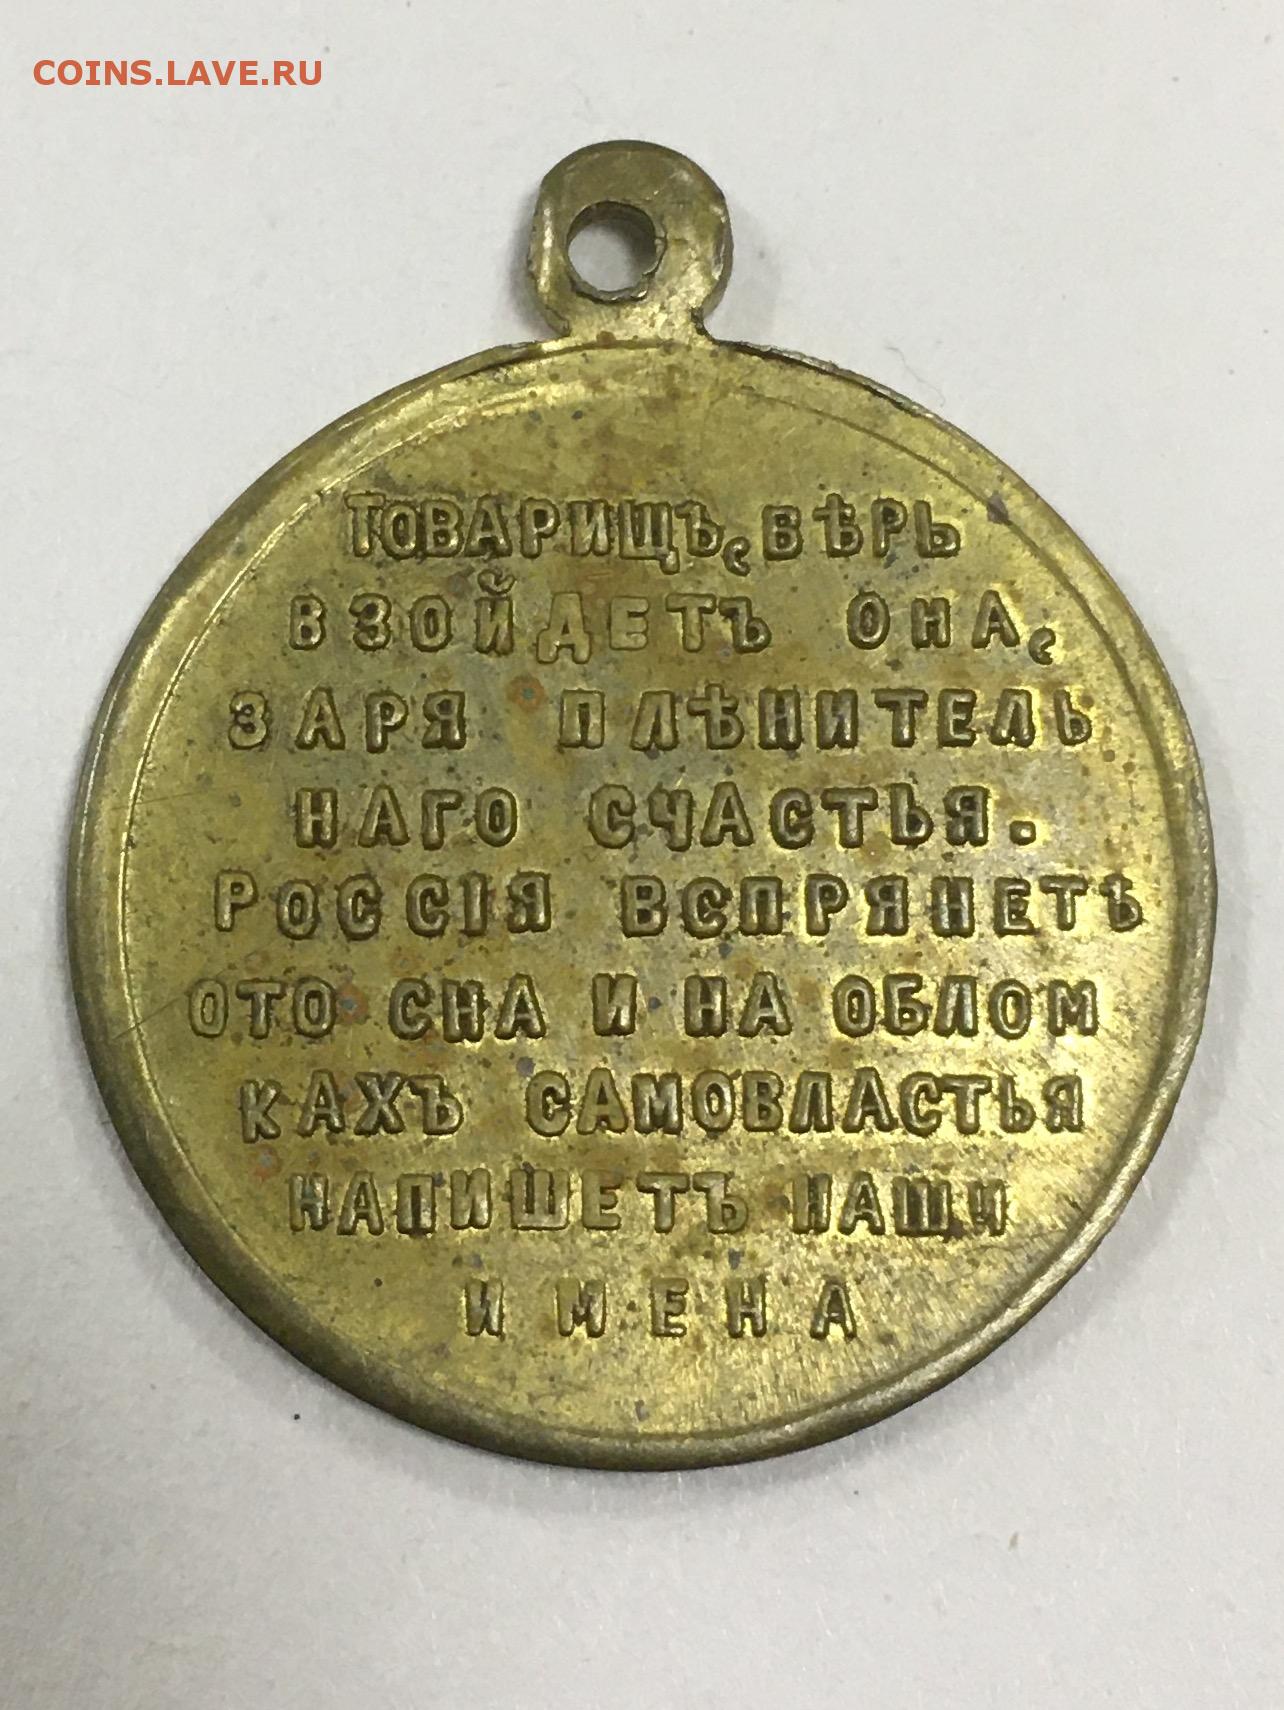 COINS.LAVE.RU
ТОВАРИЩЪ, ВѢРЬ
ВЗОЙДЕТЪ ОНА,
ЗАРЯ ПЛѢНИТЕЛЬ
НАГО СЧАСТЬЯ.
РОССІЯ ВСПРЯНЕТЪ
ОТО СНА И НА ОБЛОМ
КАХЪ САМОВЛАСТЬЯ
НАПИШЕТЪ НАШИ
ИМЕНА